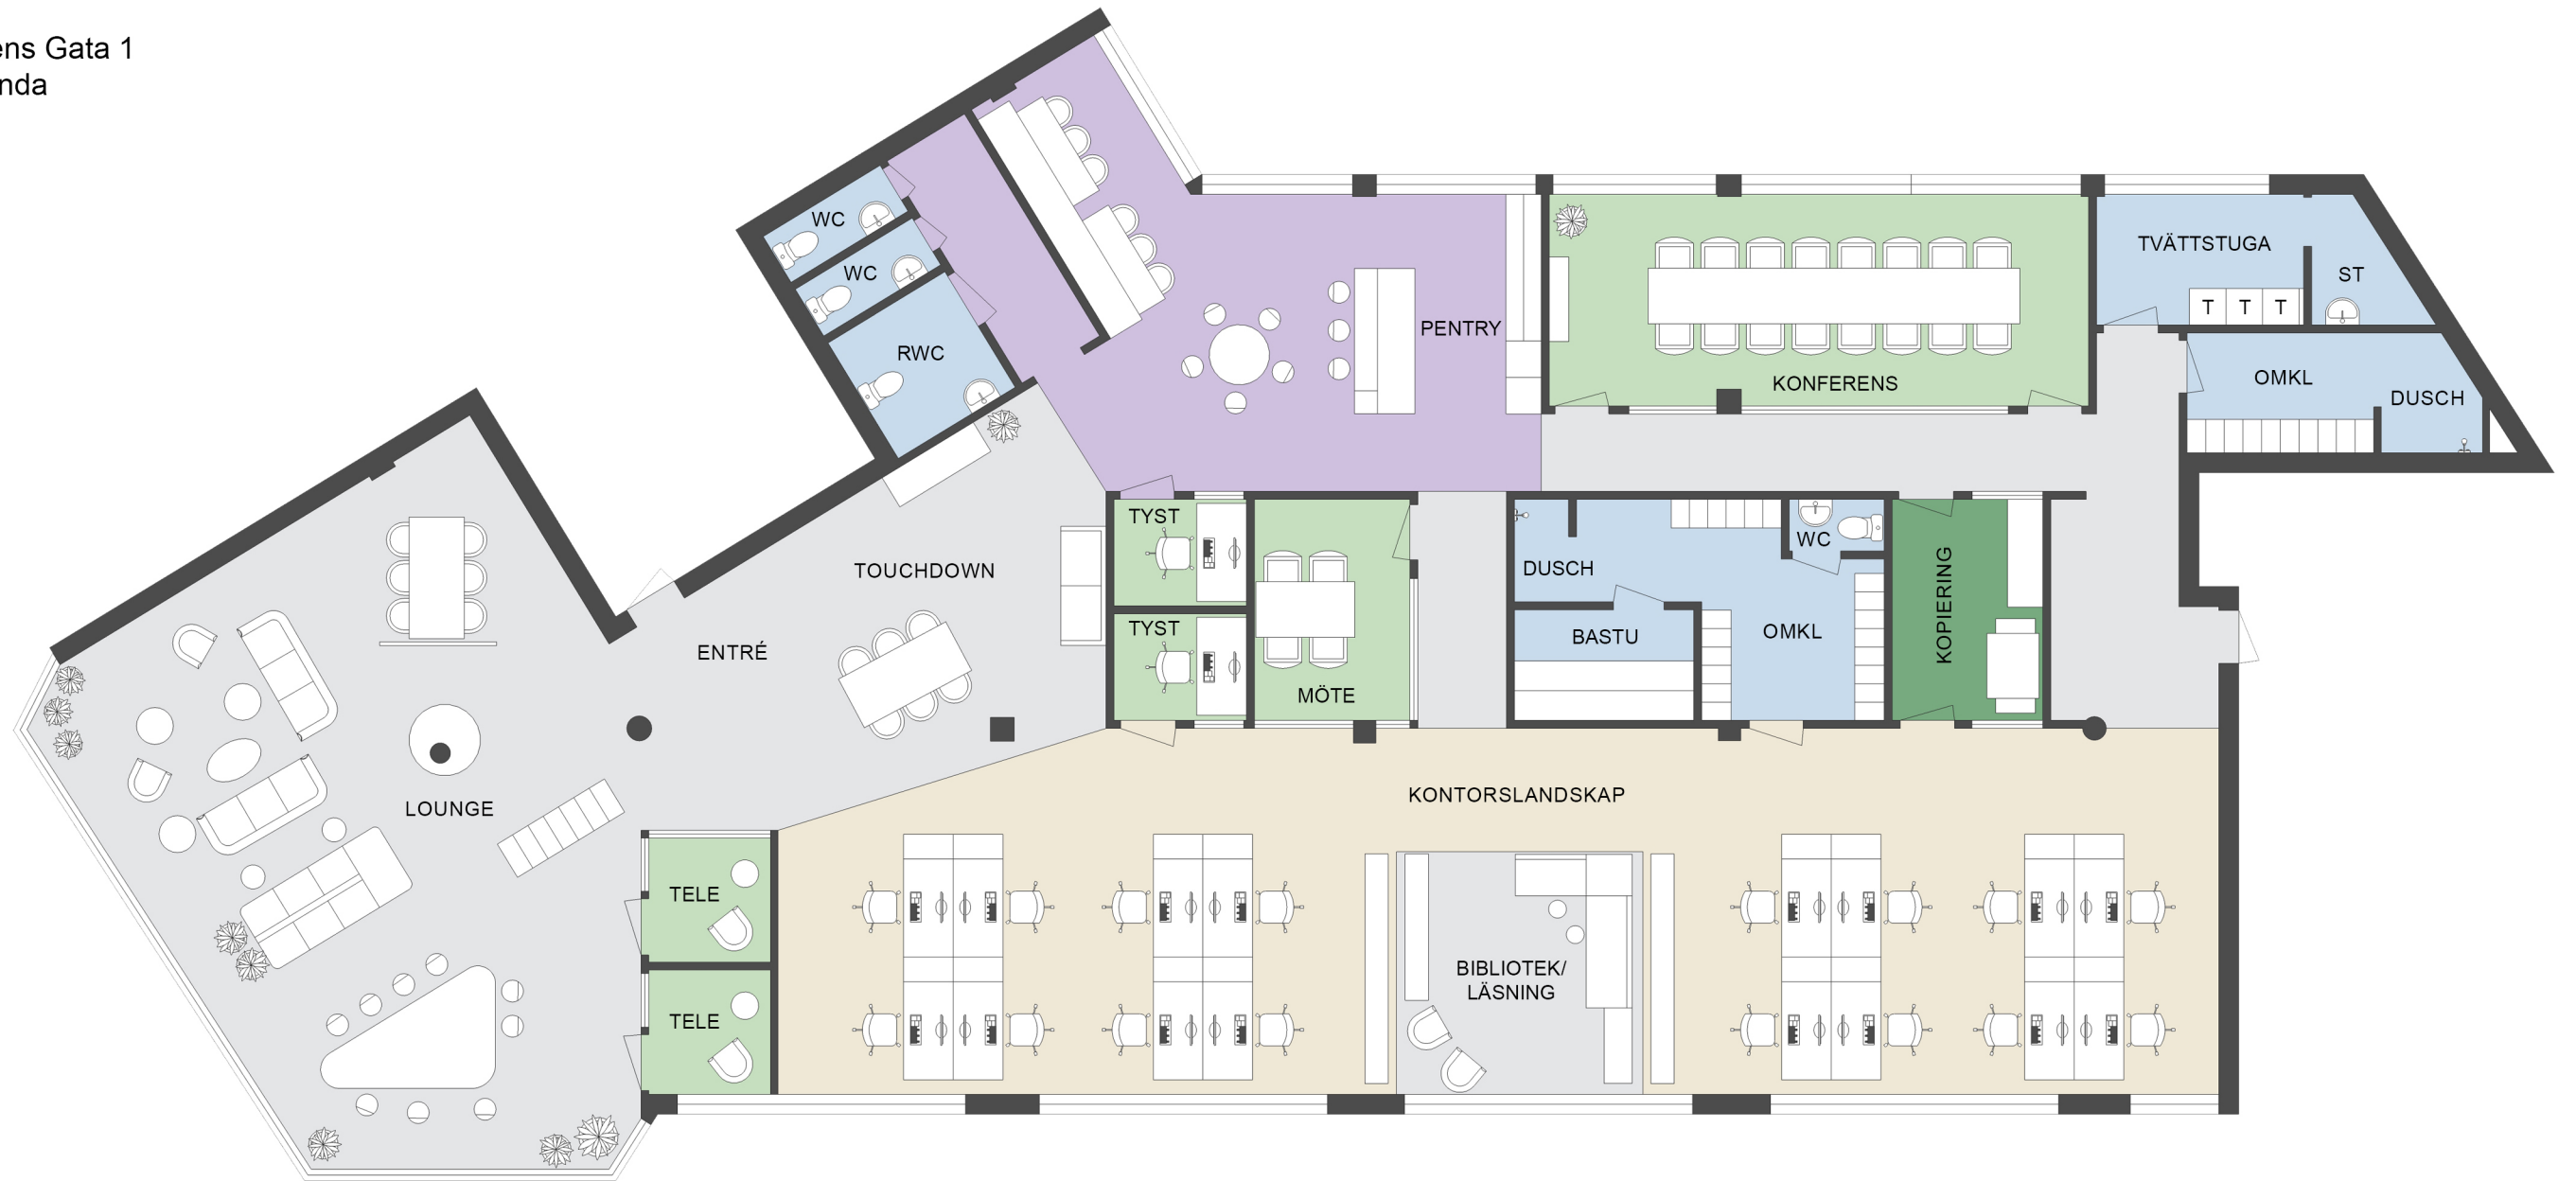 ens Gata 1
nda
WC
WC
RWC
PENTRY
KONFERENS
TVÄTTSTUGA
ST
T T T
OMKL
DUSCH
TOUCHDOWN
ENTRÉ
TYST
TYST
MÖTE
DUSCH
WC
BASTU
OMKL
KOPIERING
LOUNGE
KONTORSLANDSKAP
TELE
TELE
BIBLIOTEK/
LÄSNING